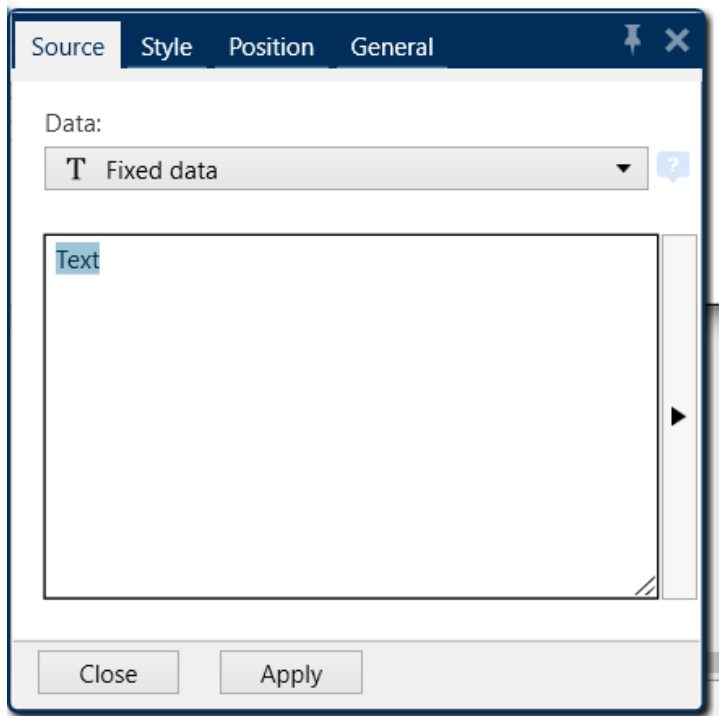 Source Style Position General
Data:
T Fixed data
?
Text
Close Apply